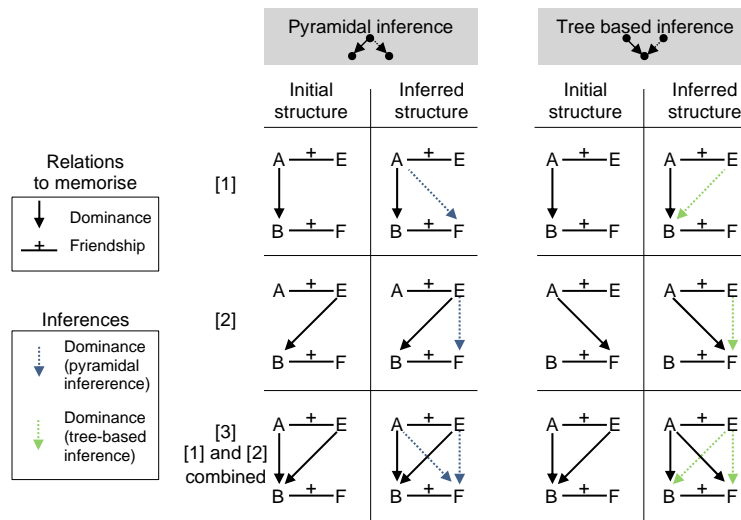 Pyramidal inference
Tree based inference
Initial structure
Inferred structure
Initial structure
Inferred structure
Relations
to memorise
Dominance
+
Friendship
Inferences
Dominance
(pyramidal
infererence)
Dominance
(tree-based
inference)
[1]
A + E
B + F
A + E
B + F
A + E
B + F
A + E
B + F
[2]
A + E
B + F
A + E
B + F
A + E
B + F
A + E
B + F
[3]
[1] and [2]
combined
A + E
B + F
A + E
B + F
A + E
B + F
A + E
B + F